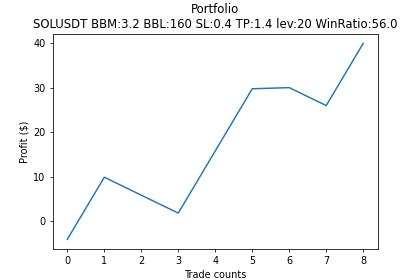 Portfolio
SOLUSDT BBM:3.2 BBL:160 SL:0.4 TP:1.4 lev:20 WinRatio:56.0
Profit ($)
40
30
20
10
0
0 1 2 3 4 5 6 7 8
Trade counts